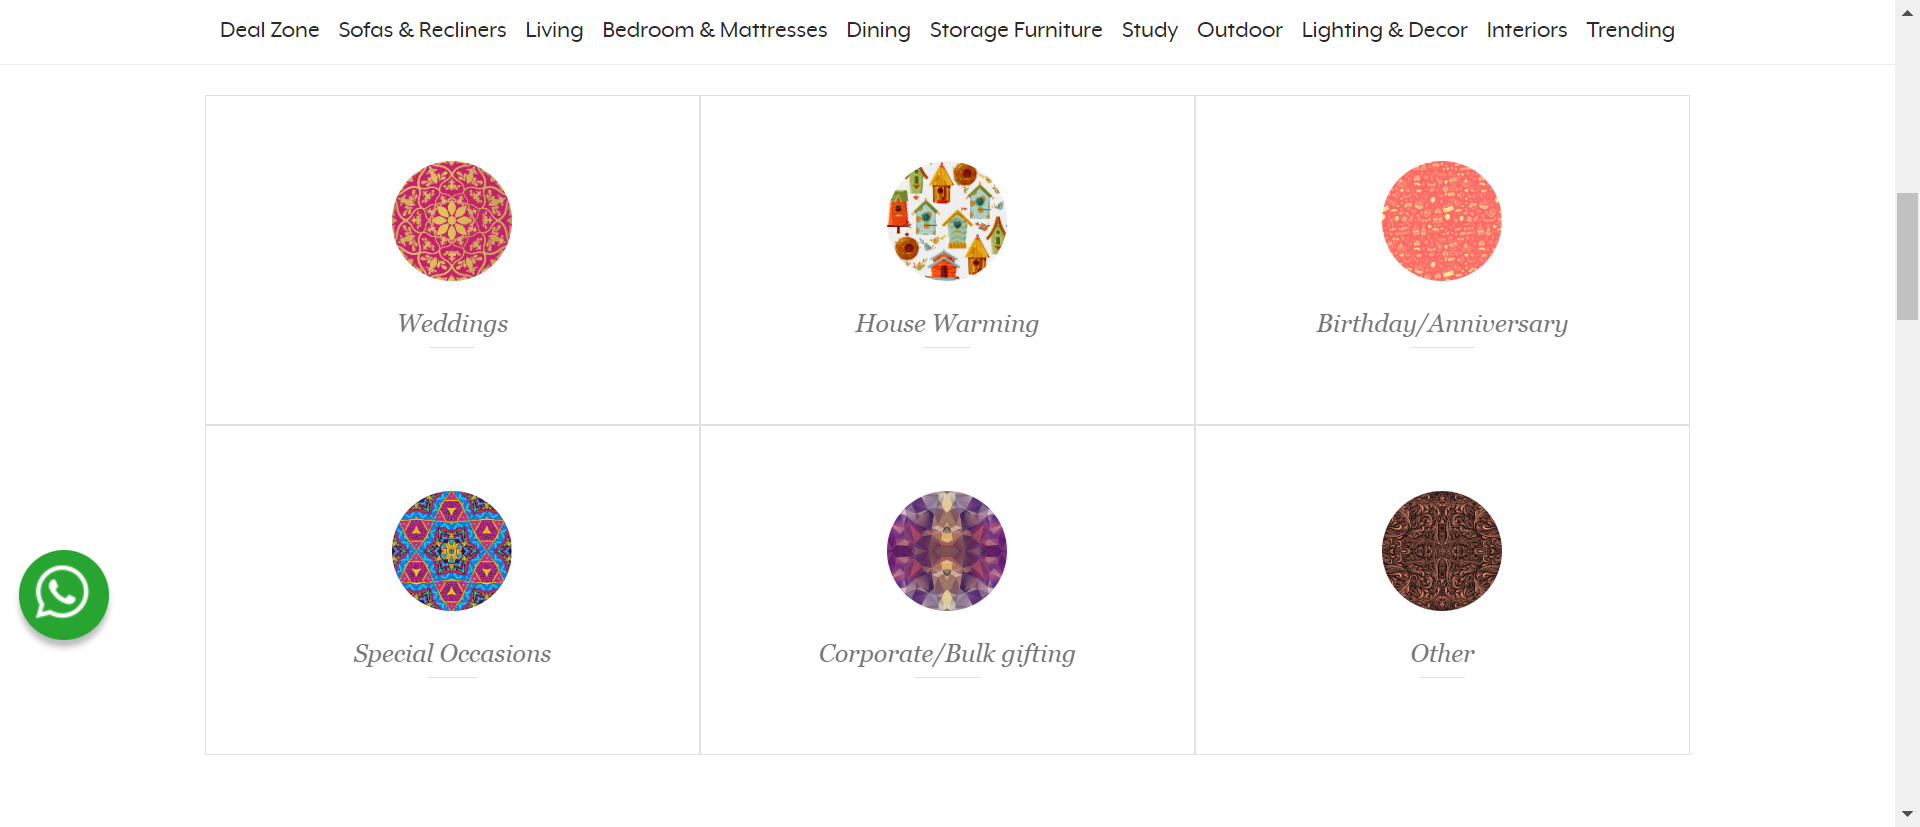 Deal Zone Sofas & Recliners Living Bedroom & Mattresses Dining Storage Furniture Study Outdoor Lighting & Decor Interiors Trending
Weddings
House Warming
Birthday/Anniversary
Special Occasions
Corporate/Bulk gifting
Other